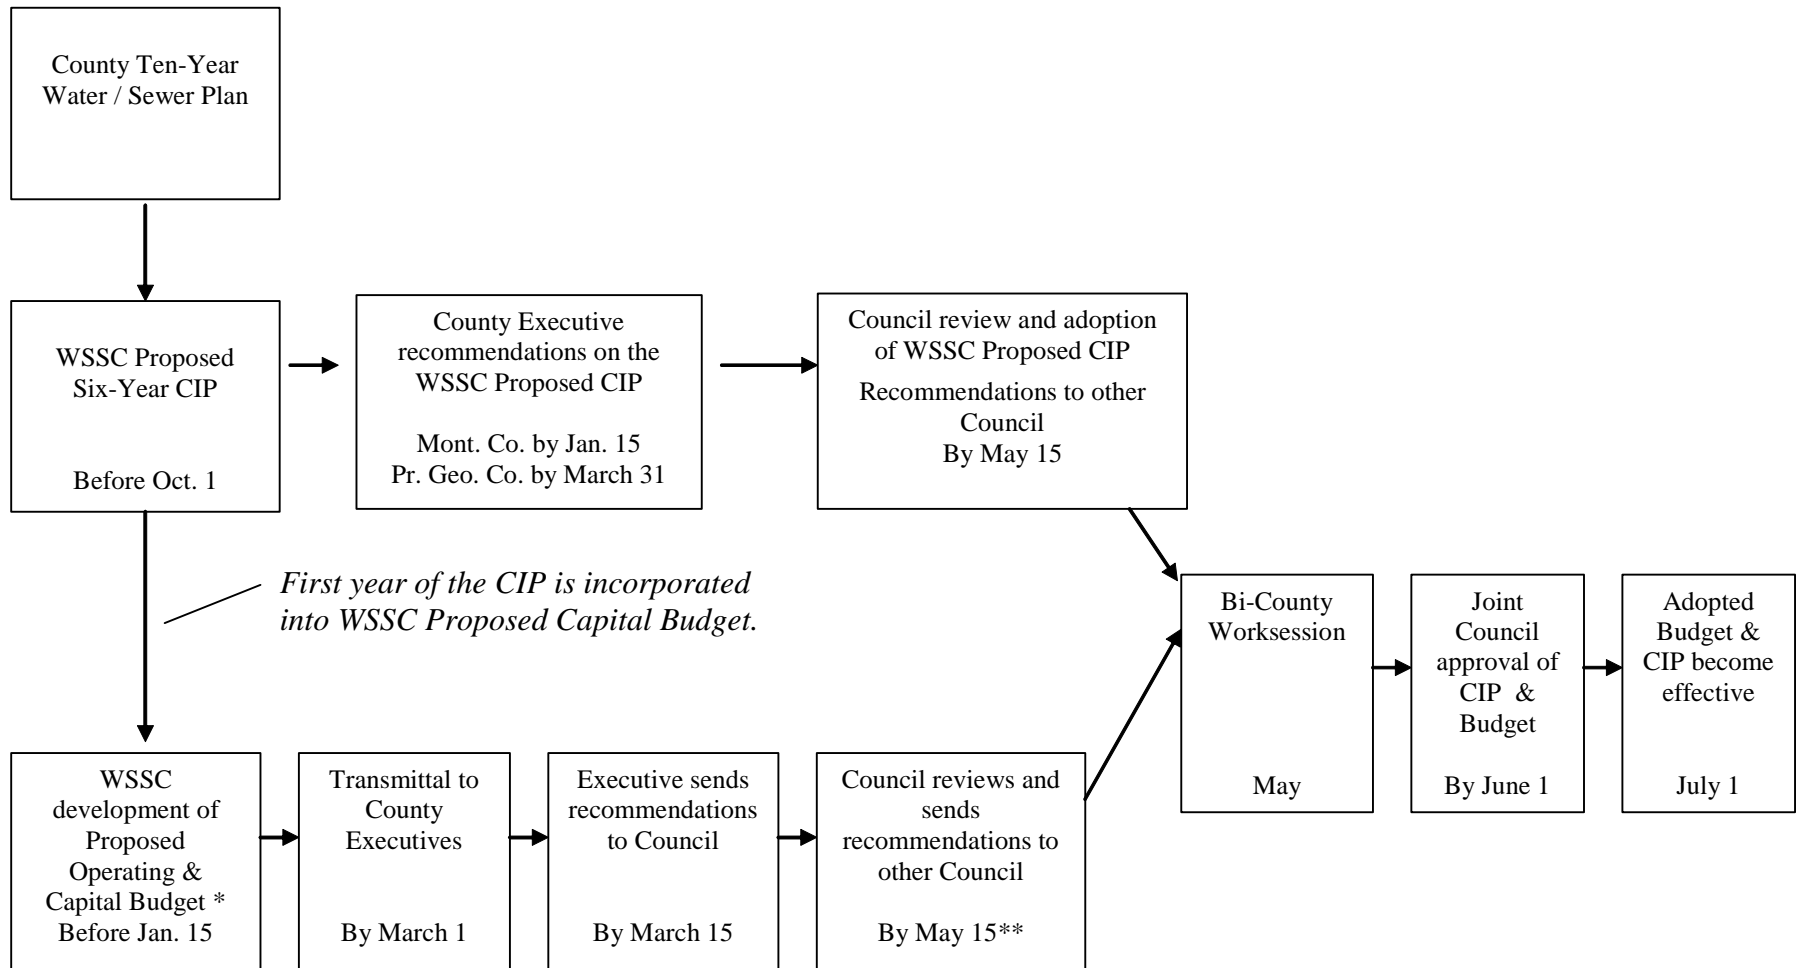 County Ten-Year
Water / Sewer Plan
WSSC Proposed
Six-Year CIP
Before Oct. 1
County Executive
recommendations on the
WSSC Proposed CIP
Mont. Co. by Jan. 15
Pr. Geo. Co. by March 31
Council review and adoption
of WSSC Proposed CIP
Recommendations to other
Council
By May 15
First year of the CIP is incorporated
into WSSC Proposed Capital Budget.
Bi-County
Worksession
May
Joint
Council
approval of
CIP &
Budget
By June 1
Adopted
Budget &
CIP become
effective
July 1
WSSC
development of
Proposed
Operating &
Capital Budget *
Before Jan. 15
Transmittal to
County
Executives
By March 1
Executive sends
recommendations
to Council
By March 15
Council reviews and
sends
recommendations to
other Council
By May 15**